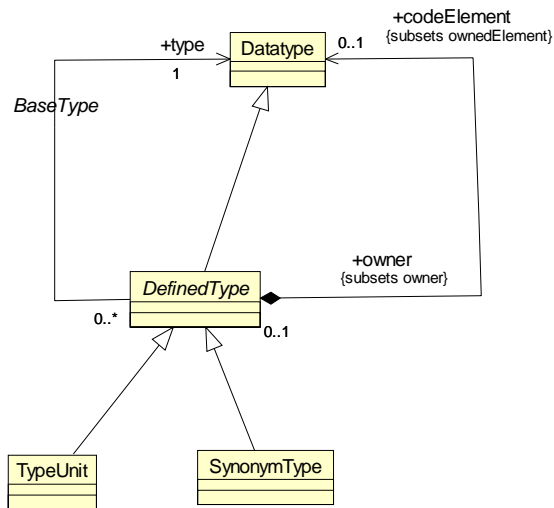 +codeElement
{subsets ownedElement}
+type
Datatype
0..1
1
BaseType
+owner
{subsets owner}
DefinedType
0..*
0..1
TypeUnit
SynonymType